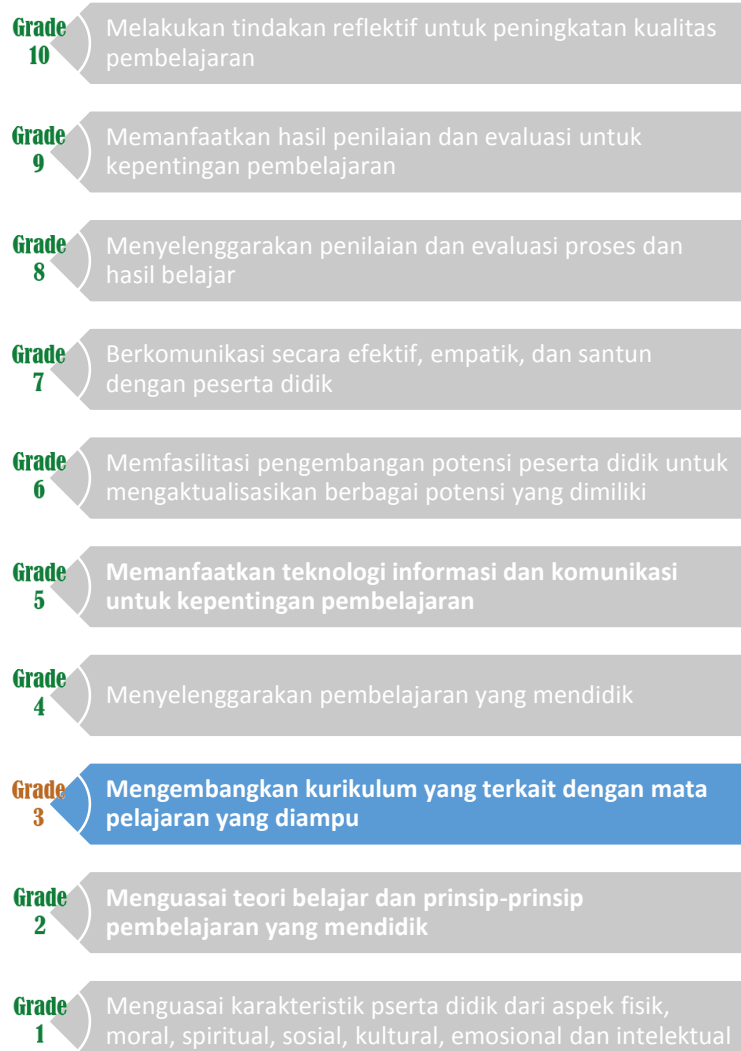 Grade
10
Melakukan tindakan reflektif untuk peningkatan kualitas
pembelajaran
Grade
9
Memanfaatkan hasil penilaian dan evaluasi untuk
kepentingan pembelajaran
Grade
8
Menyelenggarakan penilaian dan evaluasi proses dan
hasil belajar
Grade
7
Berkomunikasi secara efektif, empatik, dan santun
dengan peserta didik
Grade
6
Memfasilitasi pengembangan potensi peserta didik untuk
mengaktualisasikan berbagai potensi yang dimiliki
Grade
5
Memanfaatkan teknologi informasi dan komunikasi
untuk kepentingan pembelajaran
Grade
4
Menyelenggarakan pembelajaran yang mendidik
Grade
3
Mengembangkan kurikulum yang terkait dengan mata
pelajaran yang diampu
Grade
2
Menguasai teori belajar dan prinsip-prinsip
pembelajaran yang mendidik
Grade
1
Menguasai karakteristik pserta didik dari aspek fisik,
moral, spiritual, sosial, kultural, emosional dan intelektual